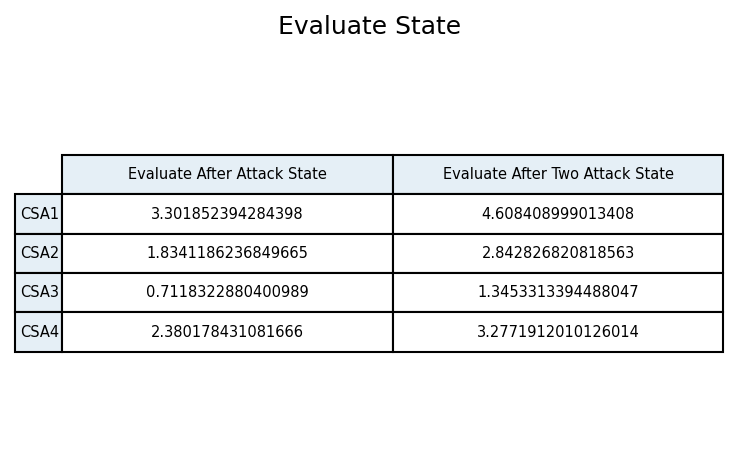 Evaluate State
Evaluate After Attack State Evaluate After Two Attack State
CSA1 3.301852394284398 4.608408999013408
CSA2 1.8341186236849665 2.842826820818563
CSA3 0.7118322880400989 1.3453313394488047
CSA4 2.380178431081666 3.2771912010126014